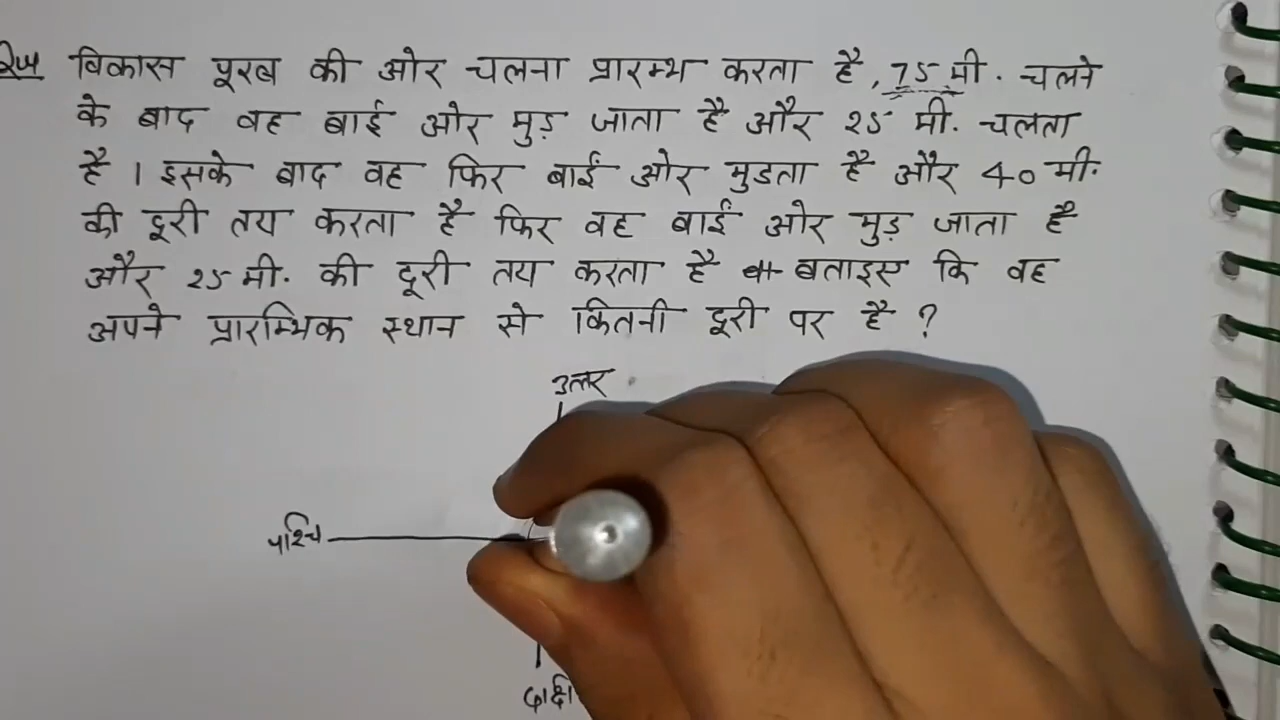 विकास पूरब की ओर चलना प्रारम्भ करता है, 75 मी. चलने
के बाद वह बाई ओर मुड़ जाता है और 25 मी. चलता
है । इसके बाद वह फिर बाईं ओर मुडता है और 40 मी.
की दूरी तय करता है फिर वह बाईं ओर मुड़ जाता है
और 25 मी. की दूरी तय करता है बताइए कि वह
अपने प्रारम्भिक स्थान से कितनी दूरी पर है ?
उत्तर
पश्चि